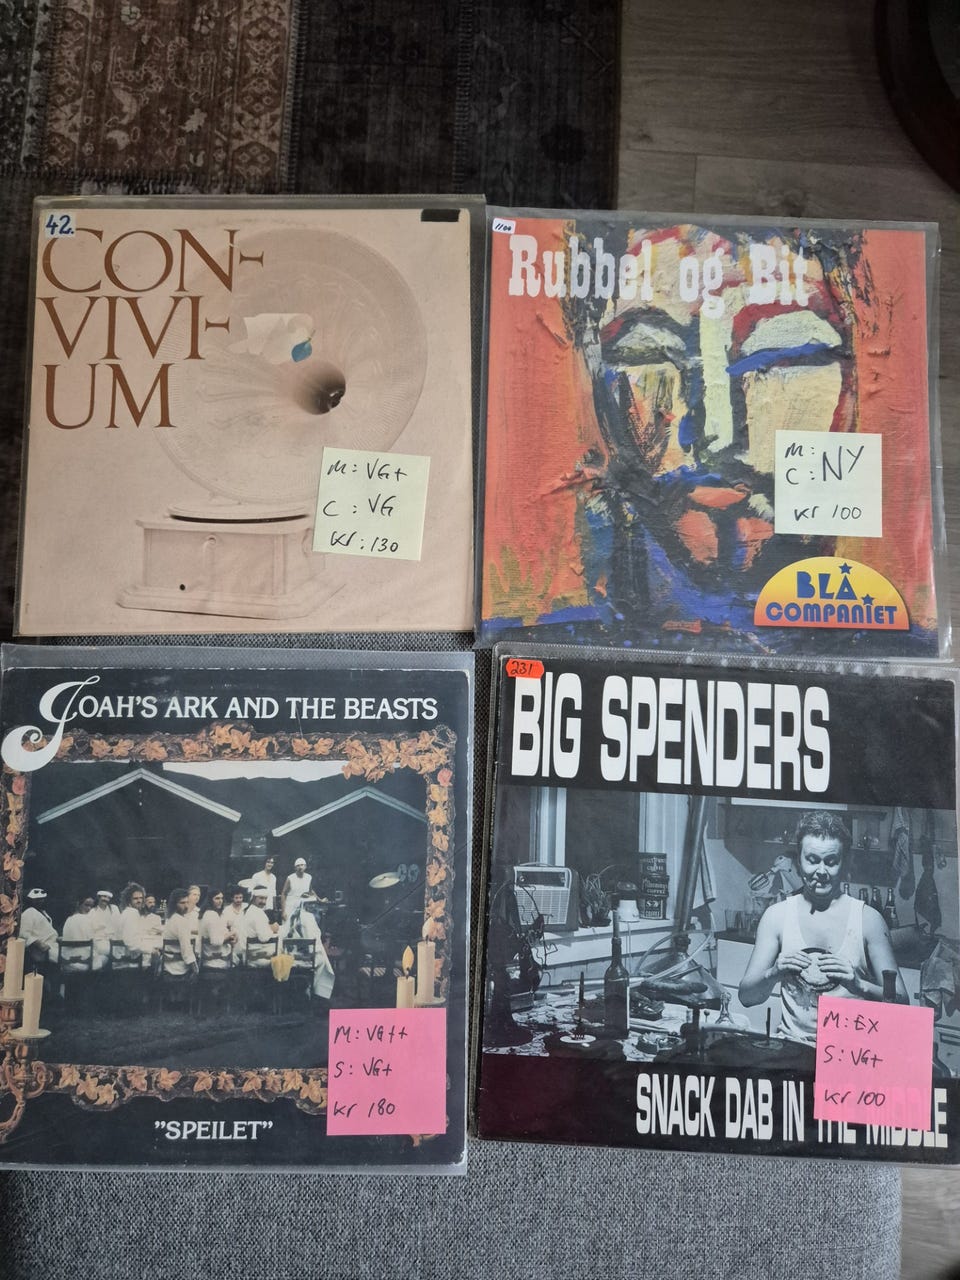 42.
CON-
VIVI-
UM
M: VG+
C: VG
kr: 130
1100
Rubbel og Bit
M:
C: NY
kr 100
BLÅ
COMPANIET
JOAH'S ARK AND THE BEASTS
M: VG++
S: VG+
kr 180
"SPEILET"
231
BIG SPENDERS
M: EX
S: VG+
kr 100
SNACK DAB IN THE MIDDLE